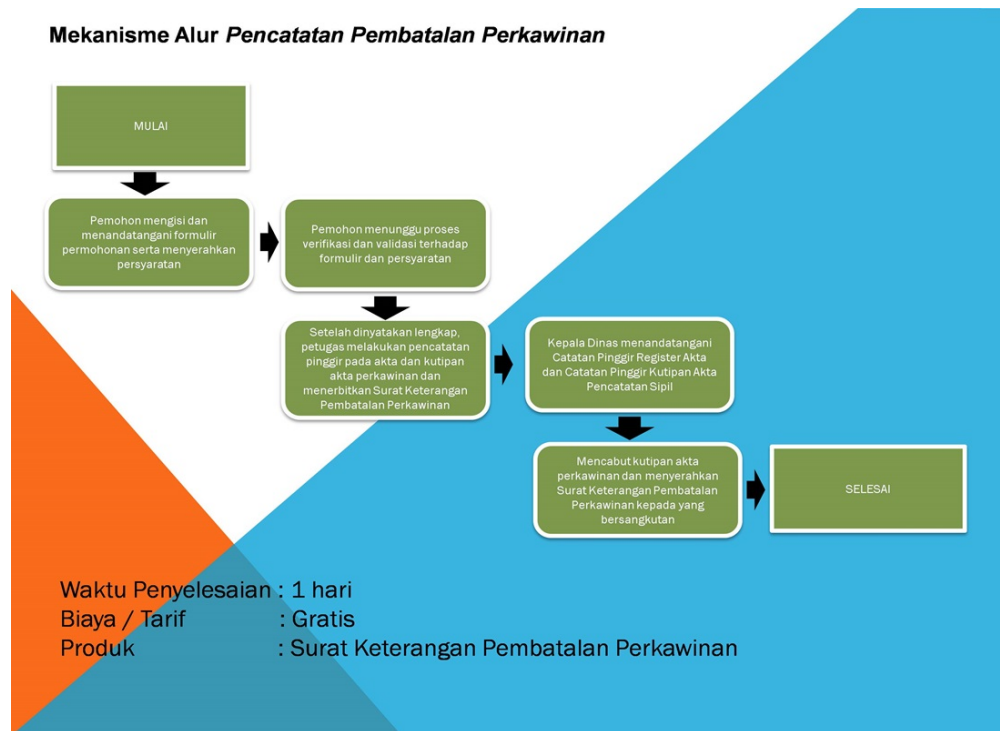 Mekanisme Alur Pencatatan Pembatalan Perkawinan
MULAI
Pemohon mengisi dan
menandatangani formulir
permohonan serta menyerahkan
persyaratan
Pemohon menunggu proses
verifikasi dan validasi terhadap
formulir dan persyaratan
Setelah dinyatakan lengkap,
petugas melakukan pencatatan
pinggir pada akta dan kutipan
akta perkawinan dan
menerbitkan Surat Keterangan
Pembatalan Perkawinan
Kepala Dinas menandatangani
Catatan Pinggir Register Akta
dan Catatan Pinggir Kutipan Akta
Pencatatan Sipil
Mencabut kutipan akta
perkawinan dan menyerahkan
Surat Keterangan Pembatalan
Perkawinan kepada yang
bersangkutan
SELESAI
Waktu Penyelesaian : 1 hari
Biaya / Tarif : Gratis
Produk : Surat Keterangan Pembatalan Perkawinan